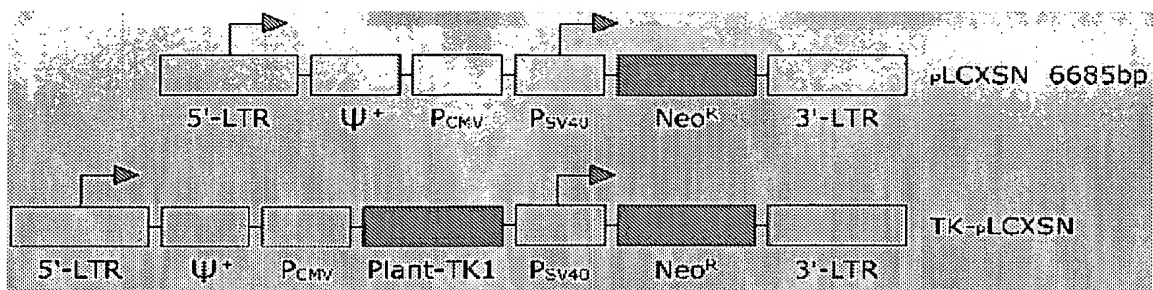 pLCXSN 6685bp
5'-LTR Ψ+ PCMV PSV40 NeoR 3'-LTR
TK-pLCXSN
5'-LTR Ψ+ PCMV Plant-TK1 PSV40 NeoR 3'-LTR